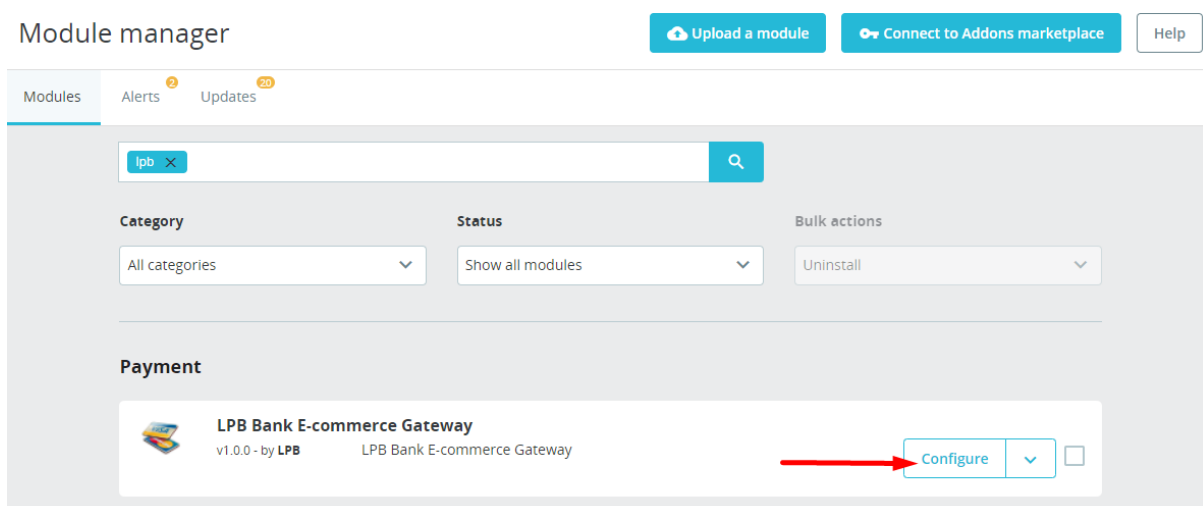 Module manager
Upload a module
Connect to Addons marketplace
Help
Modules
Alerts
2
Updates
20
lpb
Category
Status
Bulk actions
All categories
Show all modules
Uninstall
Payment
LPB Bank E-commerce Gateway
v1.0.0 - by LPB
LPB Bank E-commerce Gateway
Configure